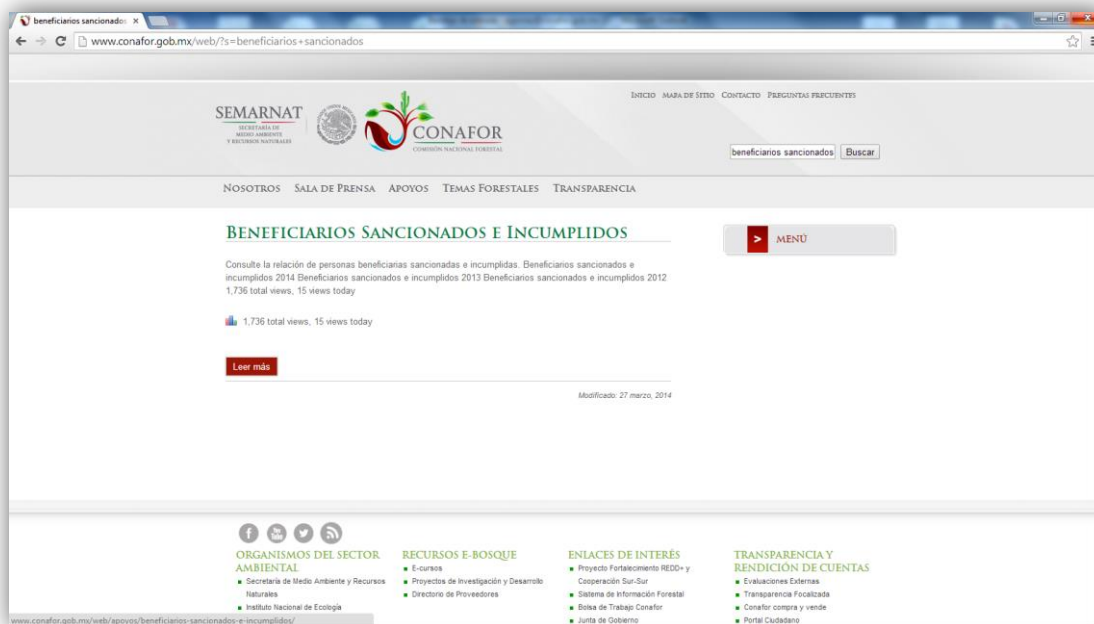 beneficiarios sancionados
www.conafor.gob.mx/web/?s=beneficiarios+sancionados
INICIO MAPA DE SITIO CONTACTO PREGUNTAS FRECUENTES
SEMARNAT
SECRETARÍA DE
MEDIO AMBIENTE
Y RECURSOS NATURALES
CONAFOR
COMISIÓN NACIONAL FORESTAL
beneficiarios sancionados Buscar
NOSOTROS SALA DE PRENSA APOYOS TEMAS FORESTALES TRANSPARENCIA
BENEFICIARIOS SANCIONADOS E INCUMPLIDOS
> MENÚ
Consulte la relación de personas beneficiarias sancionadas e incumplidas. Beneficiarios sancionados e
incumplidos 2014 Beneficiarios sancionados e incumplidos 2013 Beneficiarios sancionados e incumplidos 2012
1,736 total views, 15 views today
1,736 total views, 15 views today
Leer más
Modificado: 27 marzo, 2014
ORGANISMOS DEL SECTOR
AMBIENTAL
Secretaría de Medio Ambiente y Recursos
Naturales
Instituto Nacional de Ecología
RECURSOS E-BOSQUE
E-cursos
Proyectos de Investigación y Desarrollo
Directorio de Proveedores
ENLACES DE INTERÉS
Proyecto Fortalecimiento REDD+ y
Cooperación Sur-Sur
Sistema de Información Forestal
Bolsa de Trabajo Conafor
Junta de Gobierno
TRANSPARENCIA Y
RENDICIÓN DE CUENTAS
Evaluaciones Externas
Transparencia Focalizada
Conafor compra y vende
Portal Ciudadano
www.conafor.gob.mx/web/apoyos/beneficiarios-sancionados-e-incumplidos/